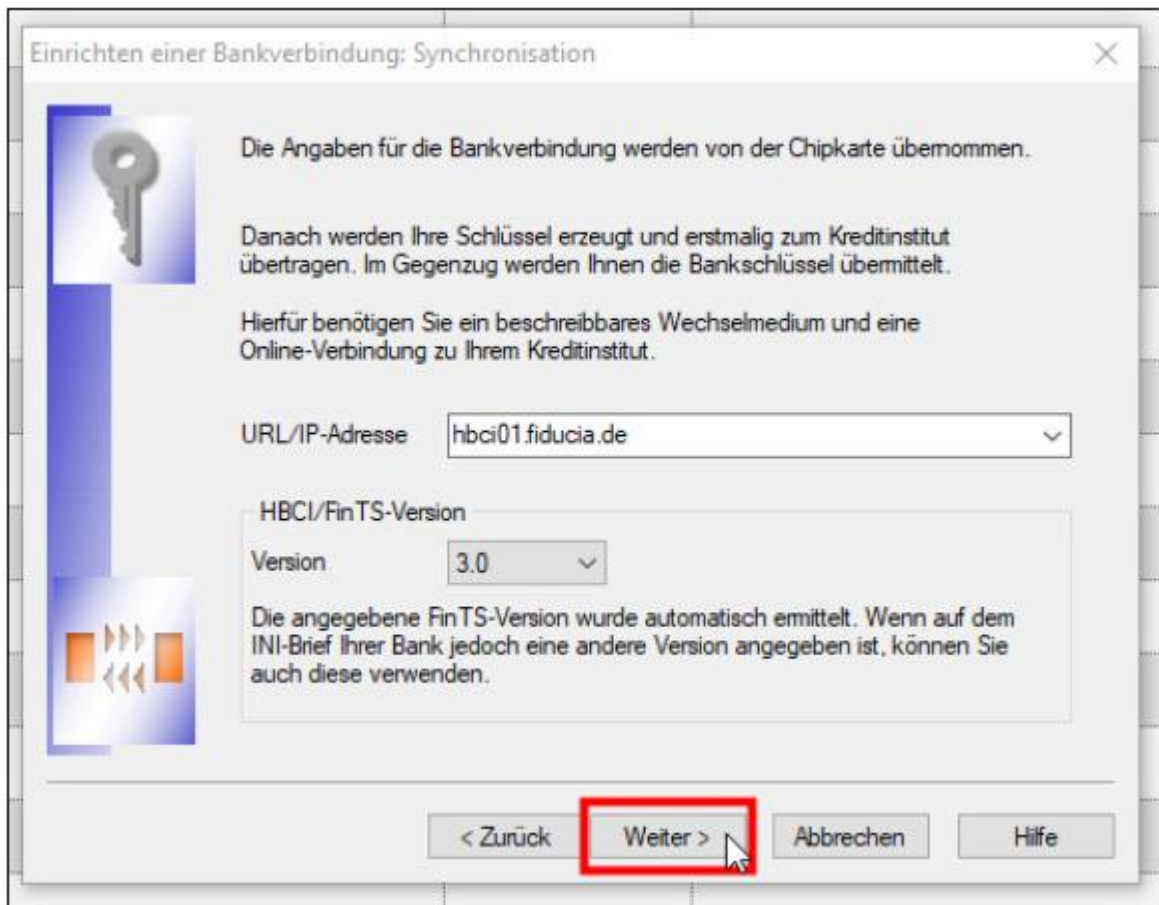 Einrichten einer Bankverbindung: Synchronisation
Die Angaben für die Bankverbindung werden von der Chipkarte übernommen.
Danach werden Ihre Schlüssel erzeugt und erstmalig zum Kreditinstitut
übertragen. Im Gegenzug werden Ihnen die Bankschlüssel übermittelt.
Hierfür benötigen Sie ein beschreibbares Wechselmedium und eine
Online-Verbindung zu Ihrem Kreditinstitut.
URL/IP-Adresse hbci01.fiducia.de
HBCI/FinTS-Version
Version 3.0
Die angegebene FinTS-Version wurde automatisch ermittelt. Wenn auf dem
INI-Brief Ihrer Bank jedoch eine andere Version angegeben ist, können Sie
auch diese verwenden.
< Zurück Weiter > Abbrechen Hilfe